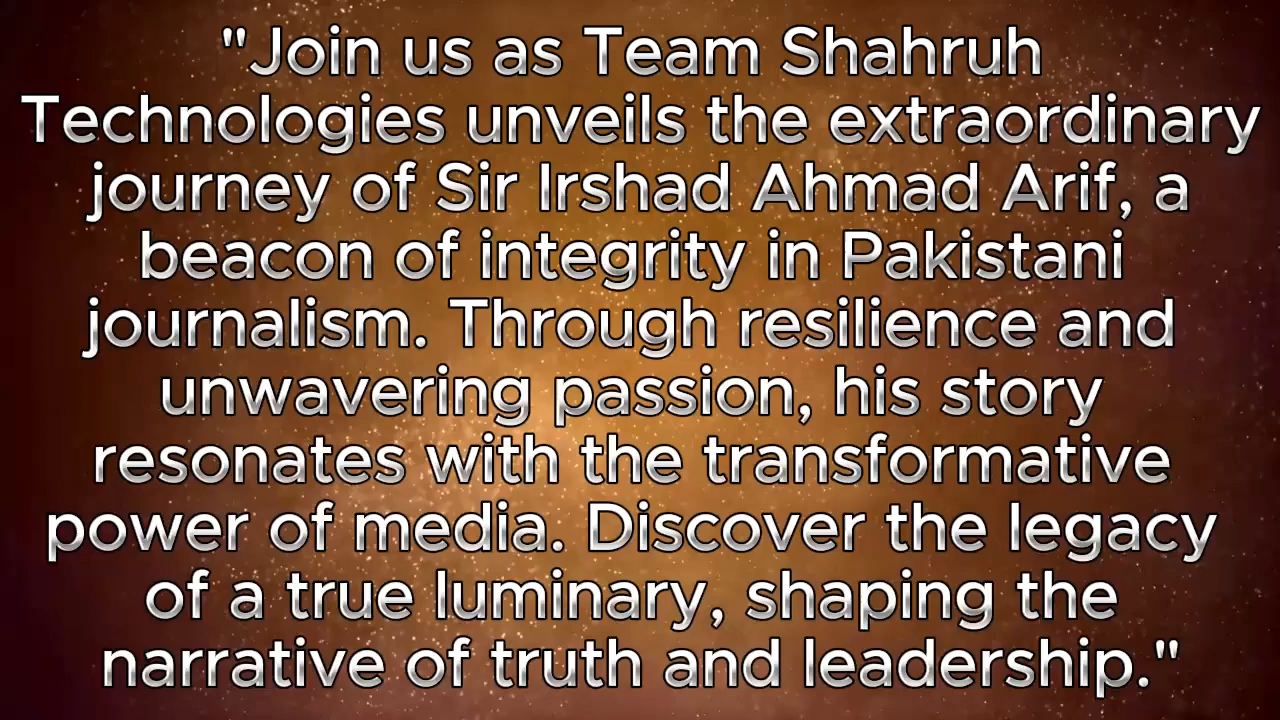 "Join us as Team Shahruh
Technologies unveils the extraordinary
journey of Sir Irshad Ahmad Arif, a
beacon of integrity in Pakistani
journalism. Through resilience and
unwavering passion, his story
resonates with the transformative
power of media. Discover the legacy
of a true luminary, shaping the
narrative of truth and leadership."